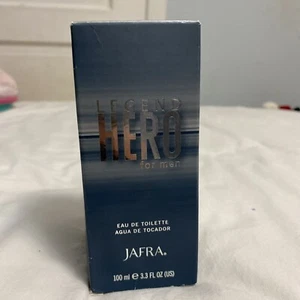 LEGEND
HERO
for men
EAU DE TOILETTE
AGUA DE TOCADOR
JAFRA®
100 ml ℮ 3.3 FL.OZ (US)